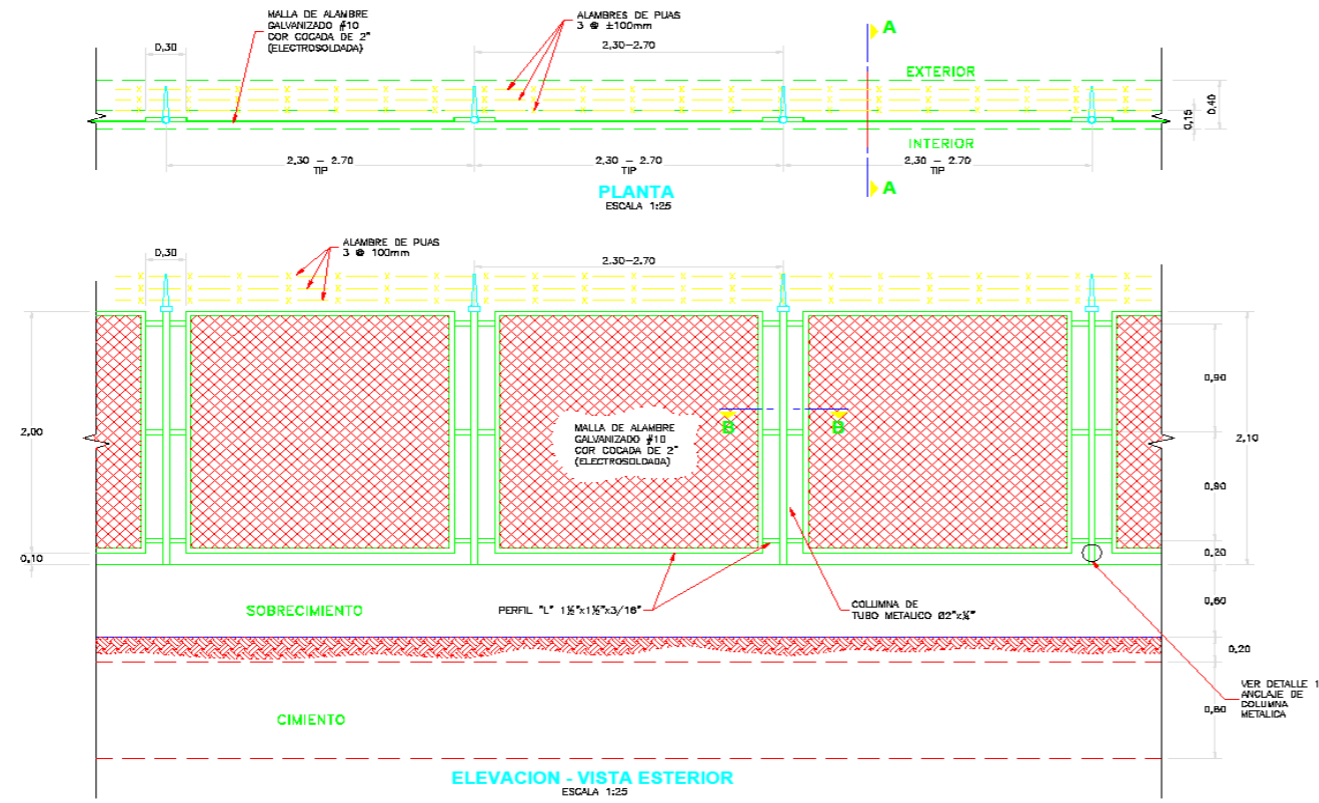 MALLA DE ALAMBRE
GALVANIZADO #10
COR COCADA DE 2"
(ELECTROSOLDADA)
ALAMBRES DE PUAS
3 @ ±100mm
0,30
2,30-2.70
A
EXTERIOR
0,15
0,40
INTERIOR
2,30 - 2.70
TIP
2,30 - 2.70
TIP
2,30 - 2.70
TIP
A
PLANTA
ESCALA 1:25
ALAMBRE DE PUAS
3 @ 100mm
0,30
2.30-2.70
0,90
2,00
MALLA DE ALAMBRE
GALVANIZADO #10
COR COCADA DE 2"
(ELECTROSOLDADA)
B
B
2,10
0,90
0,10
0,20
SOBRECIMIENTO
PERFIL "L" 1½"x1½"x3/16"
COLUMNA DE
TUBO METALICO Ø2"x¼"
0,60
0,20
VER DETALLE 1
ANCLAJE DE
COLUMNA
METALICA
CIMIENTO
ELEVACION - VISTA ESTERIOR
ESCALA 1:25